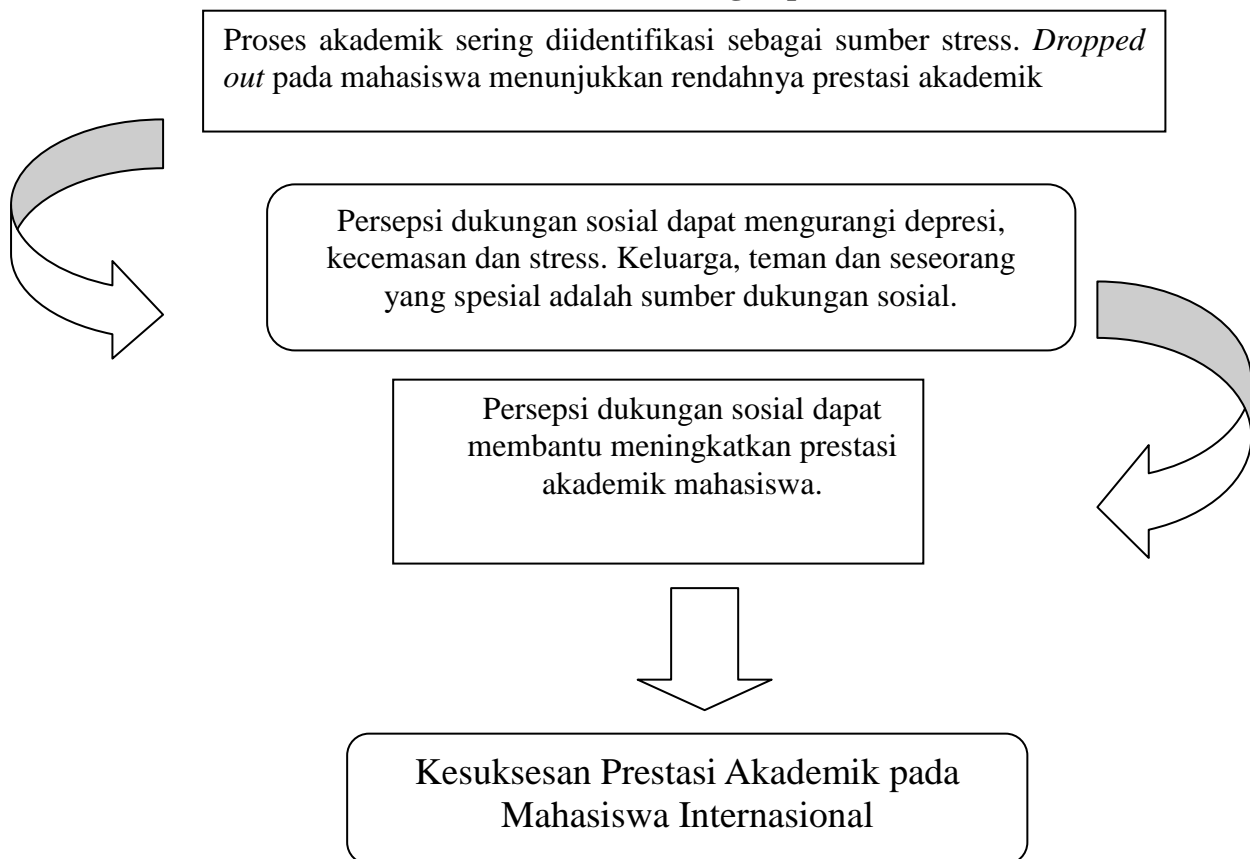 Proses akademik sering diidentifikasi sebagai sumber stress. Dropped
out pada mahasiswa menunjukkan rendahnya prestasi akademik
Persepsi dukungan sosial dapat mengurangi depresi,
kecemasan dan stress. Keluarga, teman dan seseorang
yang spesial adalah sumber dukungan sosial.
Persepsi dukungan sosial dapat
membantu meningkatkan prestasi
akademik mahasiswa.
Kesuksesan Prestasi Akademik pada
Mahasiswa Internasional